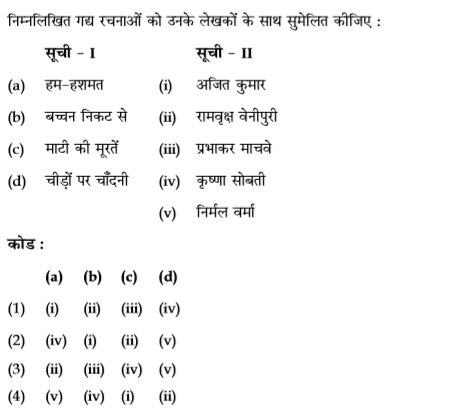 निम्नलिखित गद्य रचनाओं को उनके लेखकों के साथ सुमेलित कीजिए :
सूची - I सूची - II
(a) हम-हशमत (i) अजित कुमार
(b) बच्चन निकट से (ii) रामवृक्ष वेनीपुरी
(c) माटी की मूरतें (iii) प्रभाकर माचवे
(d) चीड़ों पर चाँदनी (iv) कृष्णा सोबती
(v) निर्मल वर्मा
कोड :
(a) (b) (c) (d)
(1) (i) (ii) (iii) (iv)
(2) (iv) (i) (ii) (v)
(3) (ii) (iii) (iv) (v)
(4) (v) (iv) (i) (ii)